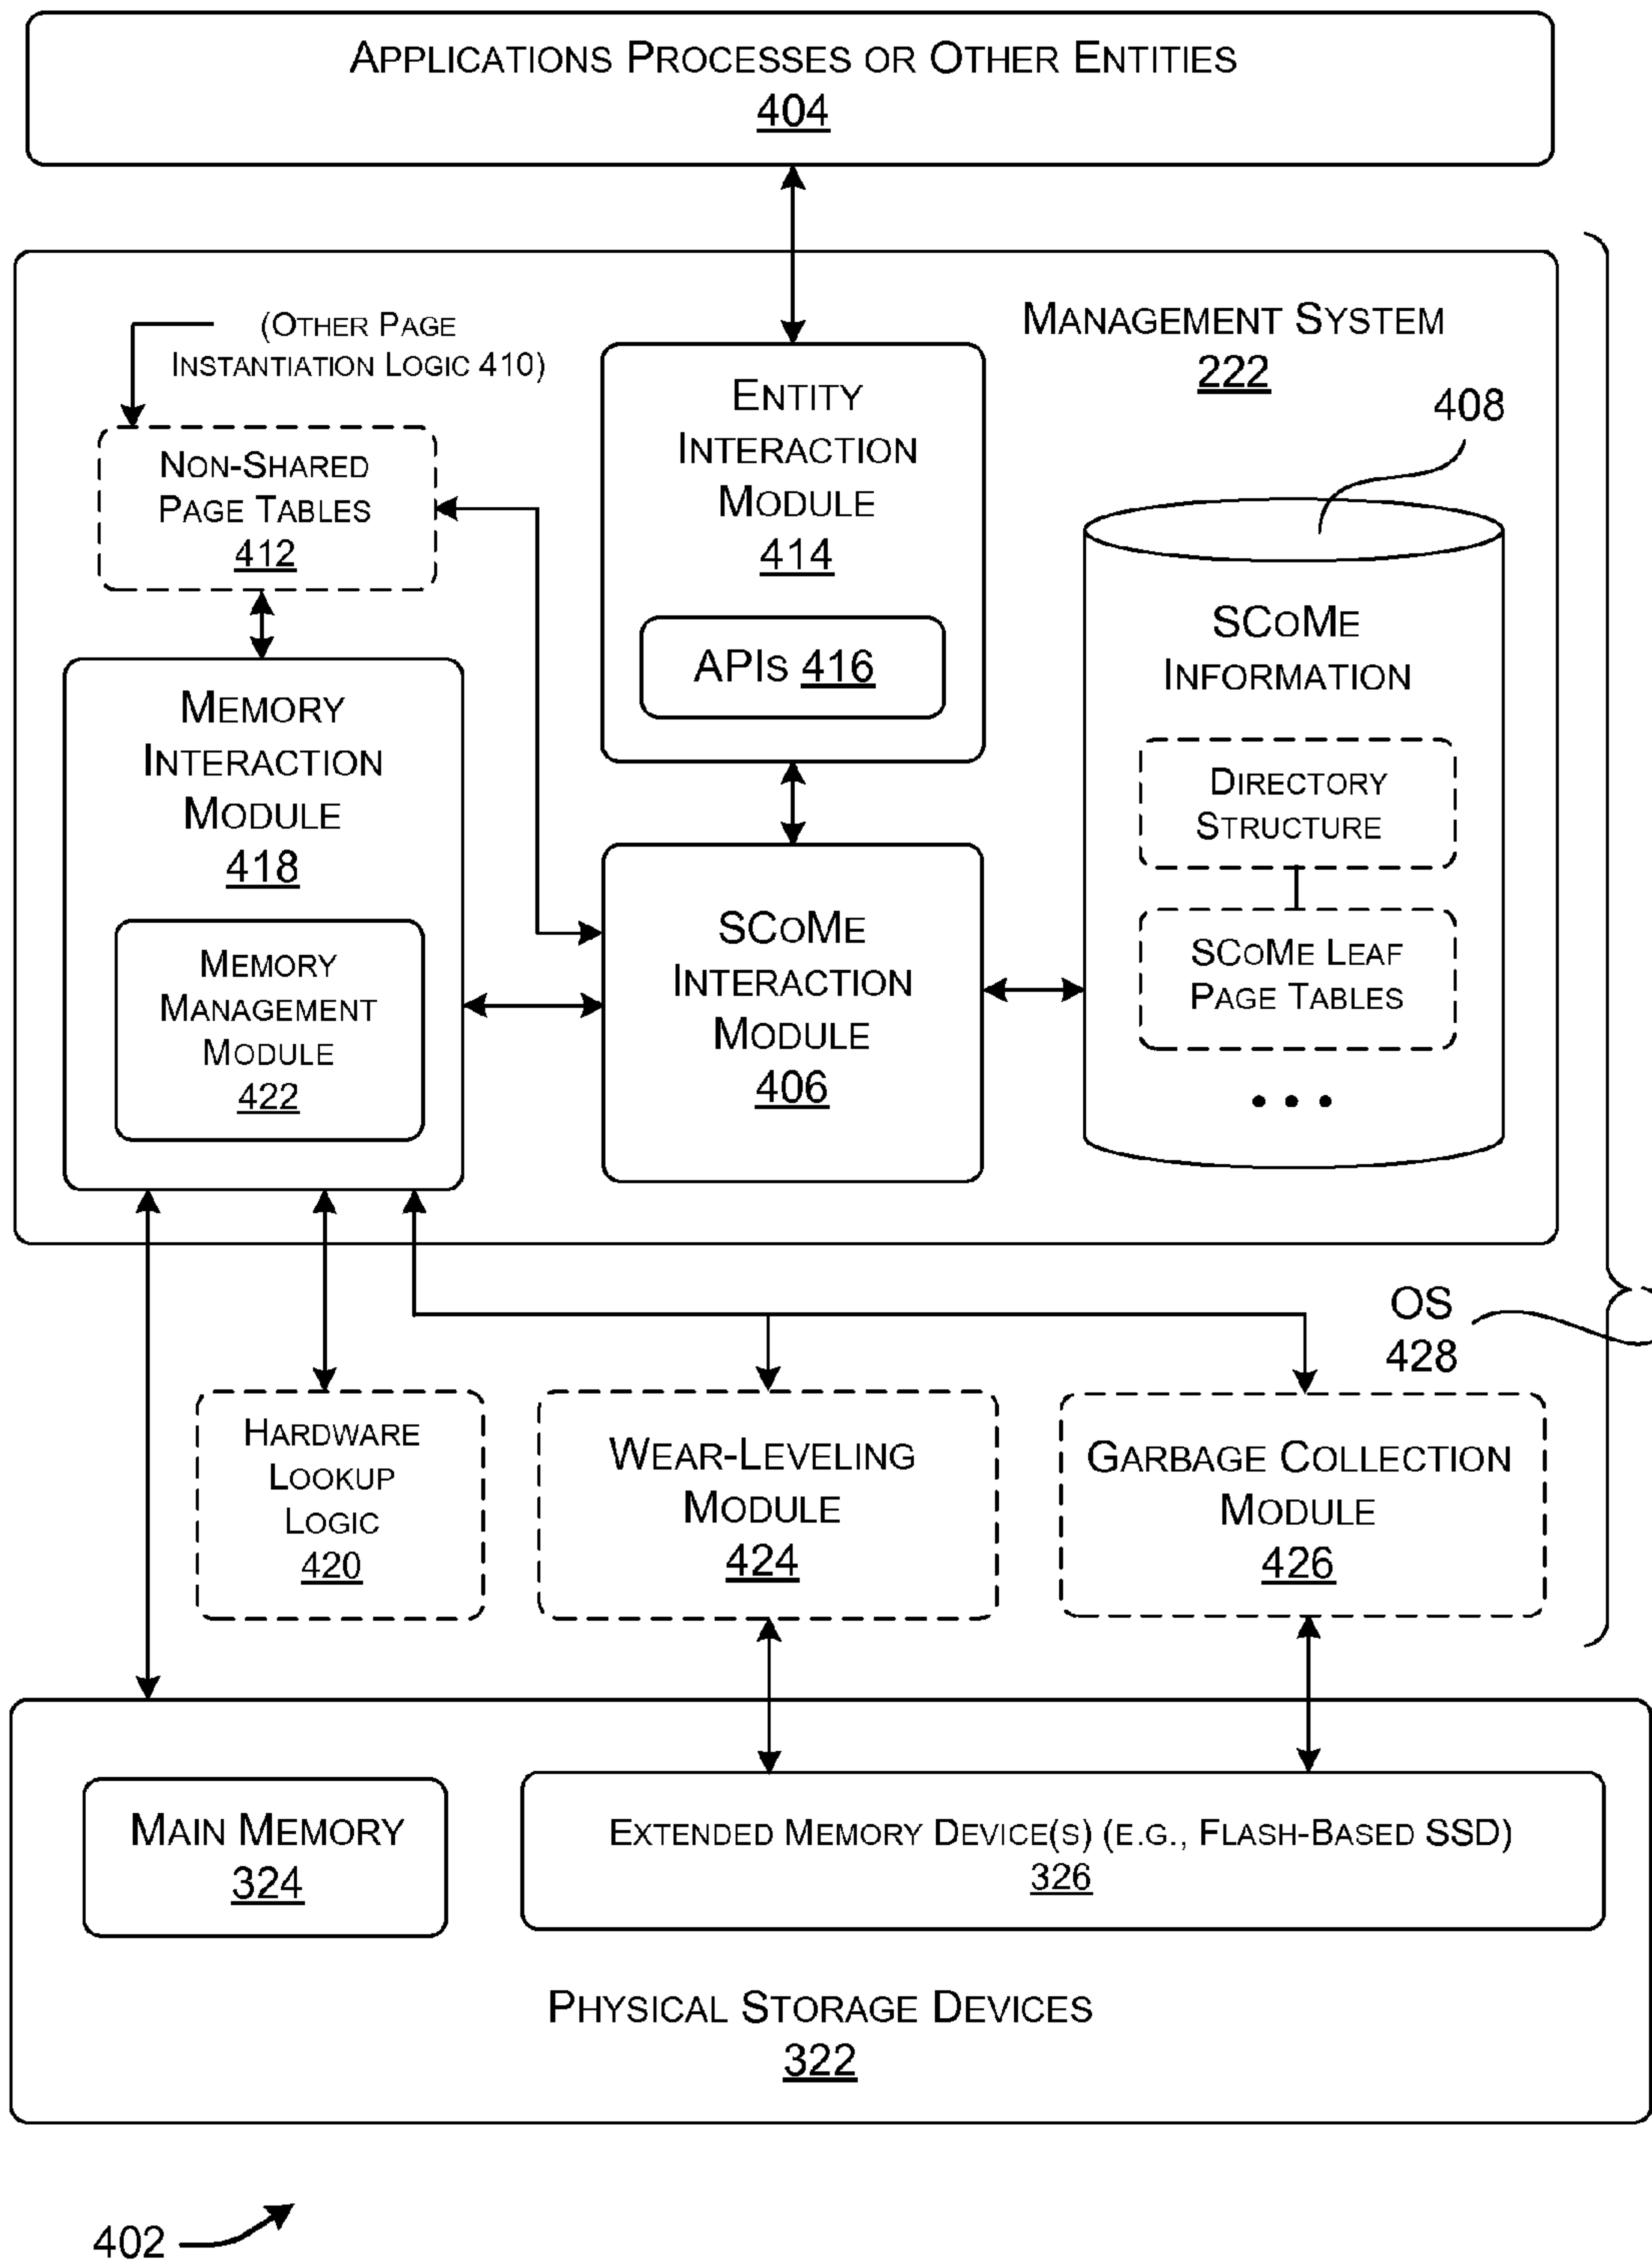 APPLICATIONS PROCESSES OR OTHER ENTITIES
404
MANAGEMENT SYSTEM
222
(OTHER PAGE
INSTANTIATION LOGIC 410)
408
NON-SHARED
PAGE TABLES
412
ENTITY
INTERACTION
MODULE
414
APIS 416
SCOME
INFORMATION
DIRECTORY
STRUCTURE
SCOME LEAF
PAGE TABLES
• • •
MEMORY
INTERACTION
MODULE
418
MEMORY
MANAGEMENT
MODULE
422
SCOME
INTERACTION
MODULE
406
OS
428
HARDWARE
LOOKUP
LOGIC
420
WEAR-LEVELING
MODULE
424
GARBAGE COLLECTION
MODULE
426
MAIN MEMORY
324
EXTENDED MEMORY DEVICE(S) (E.G., FLASH-BASED SSD)
326
PHYSICAL STORAGE DEVICES
322
402